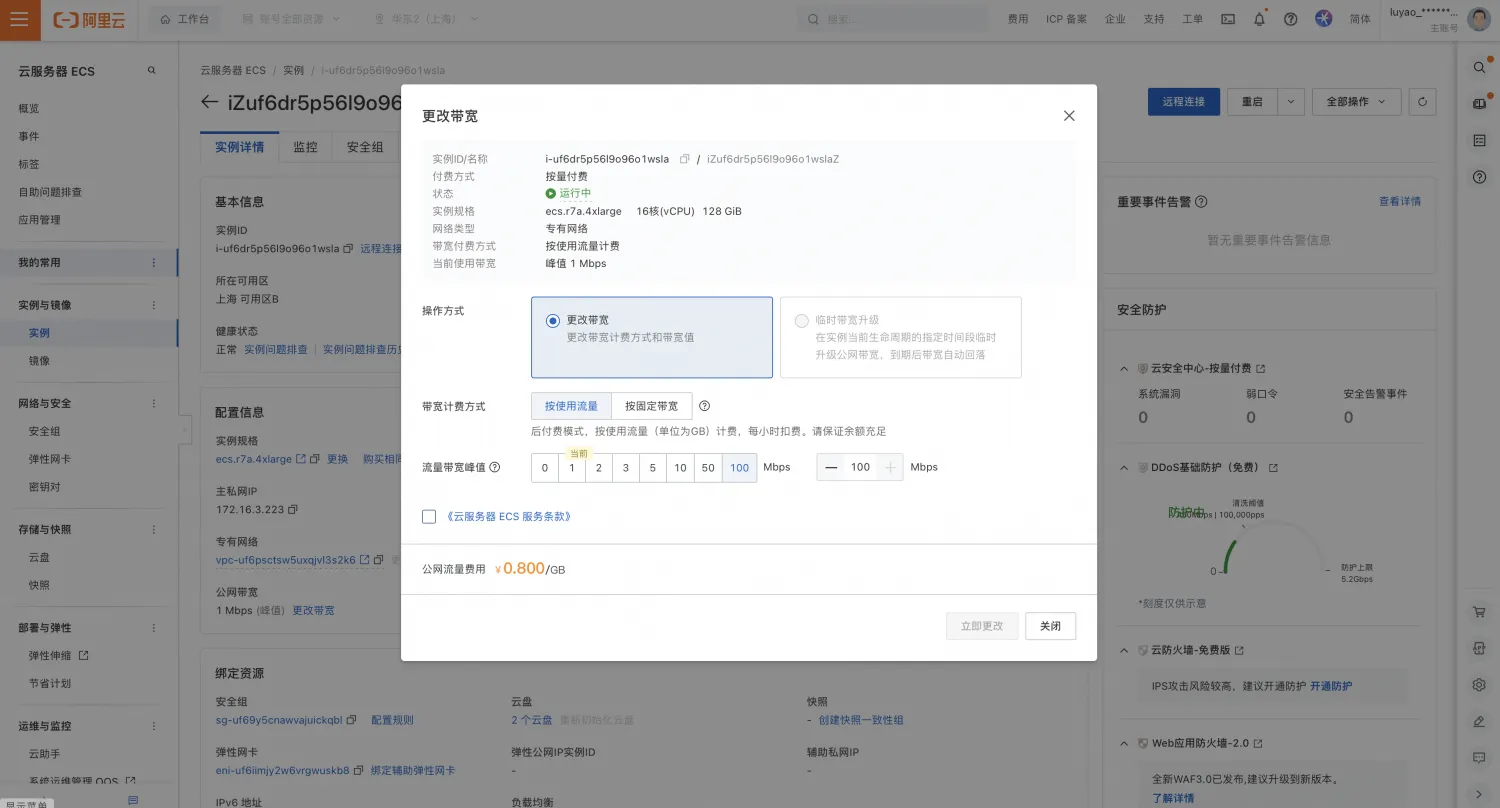 阿里云
工作台
账号全部资源
华东2（上海）
搜索...
费用 ICP 备案 企业 支持 工单
简体
luyao_******...
主账号
云服务器 ECS
概览
事件
标签
自助问题排查
应用管理
我的常用
实例与镜像
实例
镜像
网络与安全
安全组
弹性网卡
密钥对
存储与快照
云盘
快照
部署与弹性
弹性伸缩
节省计划
运维与监控
云助手
系统运维管理 OOS
显示菜单
云服务器 ECS / 实例 / i-uf6dr5p56l9o96o1wsla
iZuf6dr5p56l9o96
远程连接 重启 全部操作
实例详情 监控 安全组
基本信息
实例ID
i-uf6dr5p56l9o96o1wsla 远程连接
所在可用区
上海 可用区B
健康状态
正常 实例问题排查 | 实例问题排查历史
配置信息
实例规格
ecs.r7a.4xlarge 更换 购买相同
主私网IP
172.16.3.223
专有网络
vpc-uf6psctsw5uxqjvl3s2k6 更
公网带宽
1 Mbps (峰值) 更改带宽
绑定资源
安全组
sg-uf69y5cnawvajuickqbl 配置规则
云盘
2 个云盘 重新初始化云盘
快照
- 创建快照一致性组
弹性网卡
eni-uf6iimjy2w6vrgwuskb8 绑定辅助弹性网卡
弹性公网IP实例ID
-
辅助私网IP
-
IPv6 地址
负载均衡
更改带宽
实例ID/名称 i-uf6dr5p56l9o96o1wsla / iZuf6dr5p56l9o96o1wslaZ
付费方式 按量付费
状态 运行中
实例规格 ecs.r7a.4xlarge 16核(vCPU) 128 GiB
网络类型 专有网络
带宽付费方式 按使用流量计费
当前使用带宽 峰值 1 Mbps
操作方式
更改带宽
更改带宽计费方式和带宽值
临时带宽升级
在实例当前生命周期的指定时间段临时
升级公网带宽，到期后带宽自动回落
带宽计费方式 按使用流量 按固定带宽
后付费模式，按使用流量（单位为GB）计费，每小时扣费。请保证余额充足
当前
流量带宽峰值 0 1 2 3 5 10 50 100 Mbps 100 Mbps
《云服务器 ECS 服务条款》
公网流量费用 ¥0.800/GB
立即更改 关闭
重要事件告警 查看详情
暂无重要事件告警信息
安全防护
云安全中心-按量付费
系统漏洞 弱口令 安全告警事件
0 0 0
DDoS基础防护（免费）
清洗阈值
防护中
| 100,000pps
0
防护上限
5.2Gbps
*刻度仅供示意
云防火墙-免费版
IPS攻击风险较高，建议开通防护 开通防护
Web应用防火墙-2.0
全新WAF3.0已发布,建议升级到新版本。
了解详情